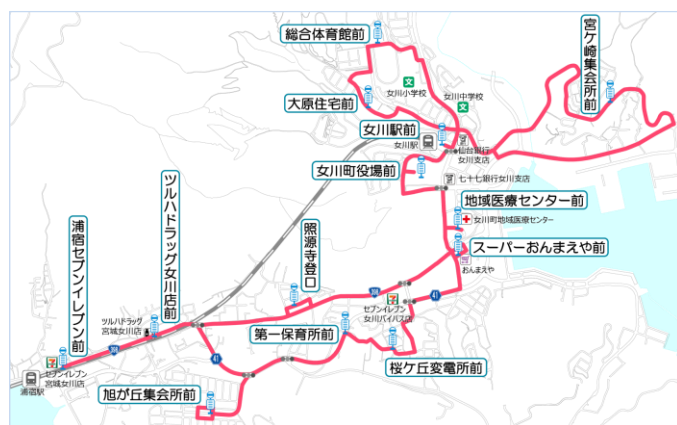 総合体育館前
宮ケ崎集会所前
文
女川小学校
大原住宅前
女川中学校
文
女川駅前
女川駅
仙台銀行
女川支店
女川町役場前
七十七銀行女川支店
地域医療センター前
女川町地域医療センター
スーパーおんまえや前
おんまえや
浦宿セブンイレブン前
ツルハドラッグ女川店前
照源寺登口
398
41
セブンイレブン
女川バイパス店
ツルハドラッグ
宮城女川店
第一保育所前
398
41
41
桜ケ丘変電所前
セブンイレブン
宮城女川店
浦宿駅
旭が丘集会所前